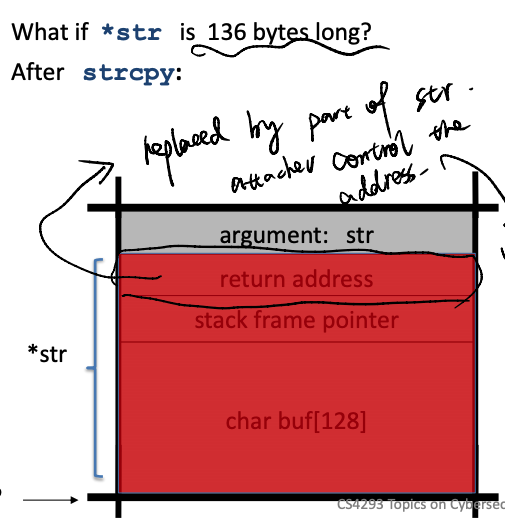 What if *str is 136 bytes long?
After strcpy:
replaced by part of str.
attacher control the
address.
argument: str
return address
stack frame pointer
*str
char buf[128]
CS4293 Topics on Cybersec